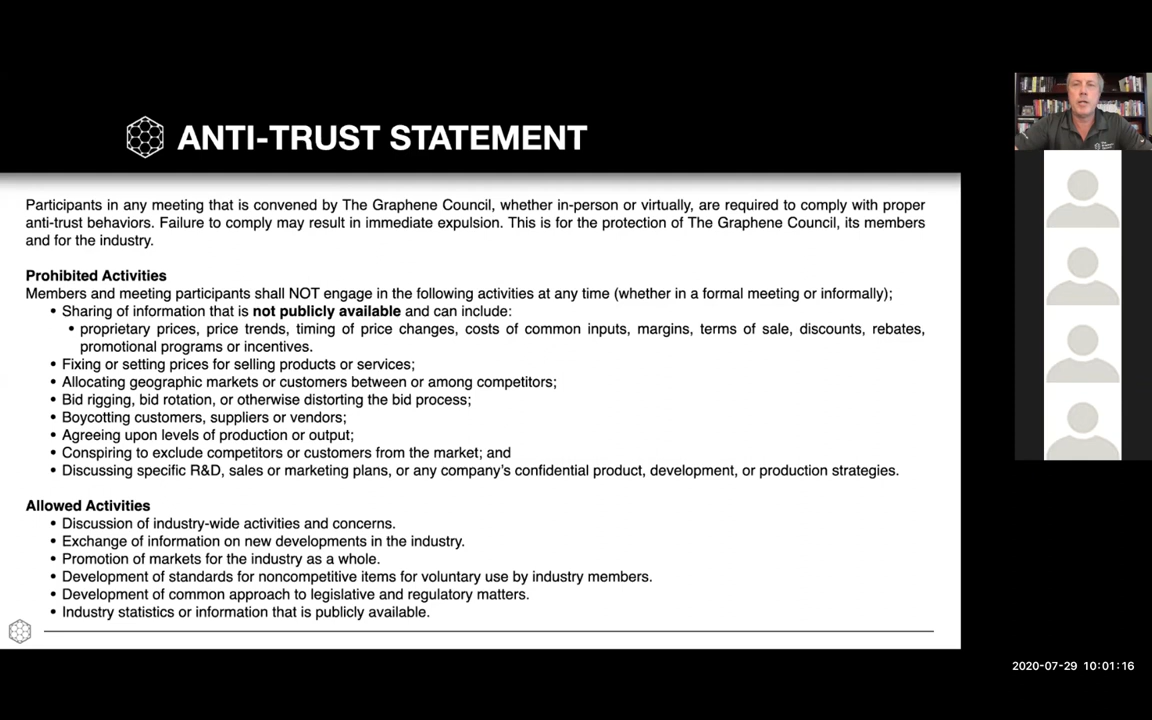 ANTI-TRUST STATEMENT
Participants in any meeting that is convened by The Graphene Council, whether in-person or virtually, are required to comply with proper
anti-trust behaviors. Failure to comply may result in immediate expulsion. This is for the protection of The Graphene Council, its members
and for the industry.
Prohibited Activities
Members and meeting participants shall NOT engage in the following activities at any time (whether in a formal meeting or informally);
• Sharing of information that is not publicly available and can include:
• proprietary prices, price trends, timing of price changes, costs of common inputs, margins, terms of sale, discounts, rebates,
promotional programs or incentives.
• Fixing or setting prices for selling products or services;
• Allocating geographic markets or customers between or among competitors;
• Bid rigging, bid rotation, or otherwise distorting the bid process;
• Boycotting customers, suppliers or vendors;
• Agreeing upon levels of production or output;
• Conspiring to exclude competitors or customers from the market; and
• Discussing specific R&D, sales or marketing plans, or any company's confidential product, development, or production strategies.
Allowed Activities
• Discussion of industry-wide activities and concerns.
• Exchange of information on new developments in the industry.
• Promotion of markets for the industry as a whole.
• Development of standards for noncompetitive items for voluntary use by industry members.
• Development of common approach to legislative and regulatory matters.
• Industry statistics or information that is publicly available.
2020-07-29 10:01:16